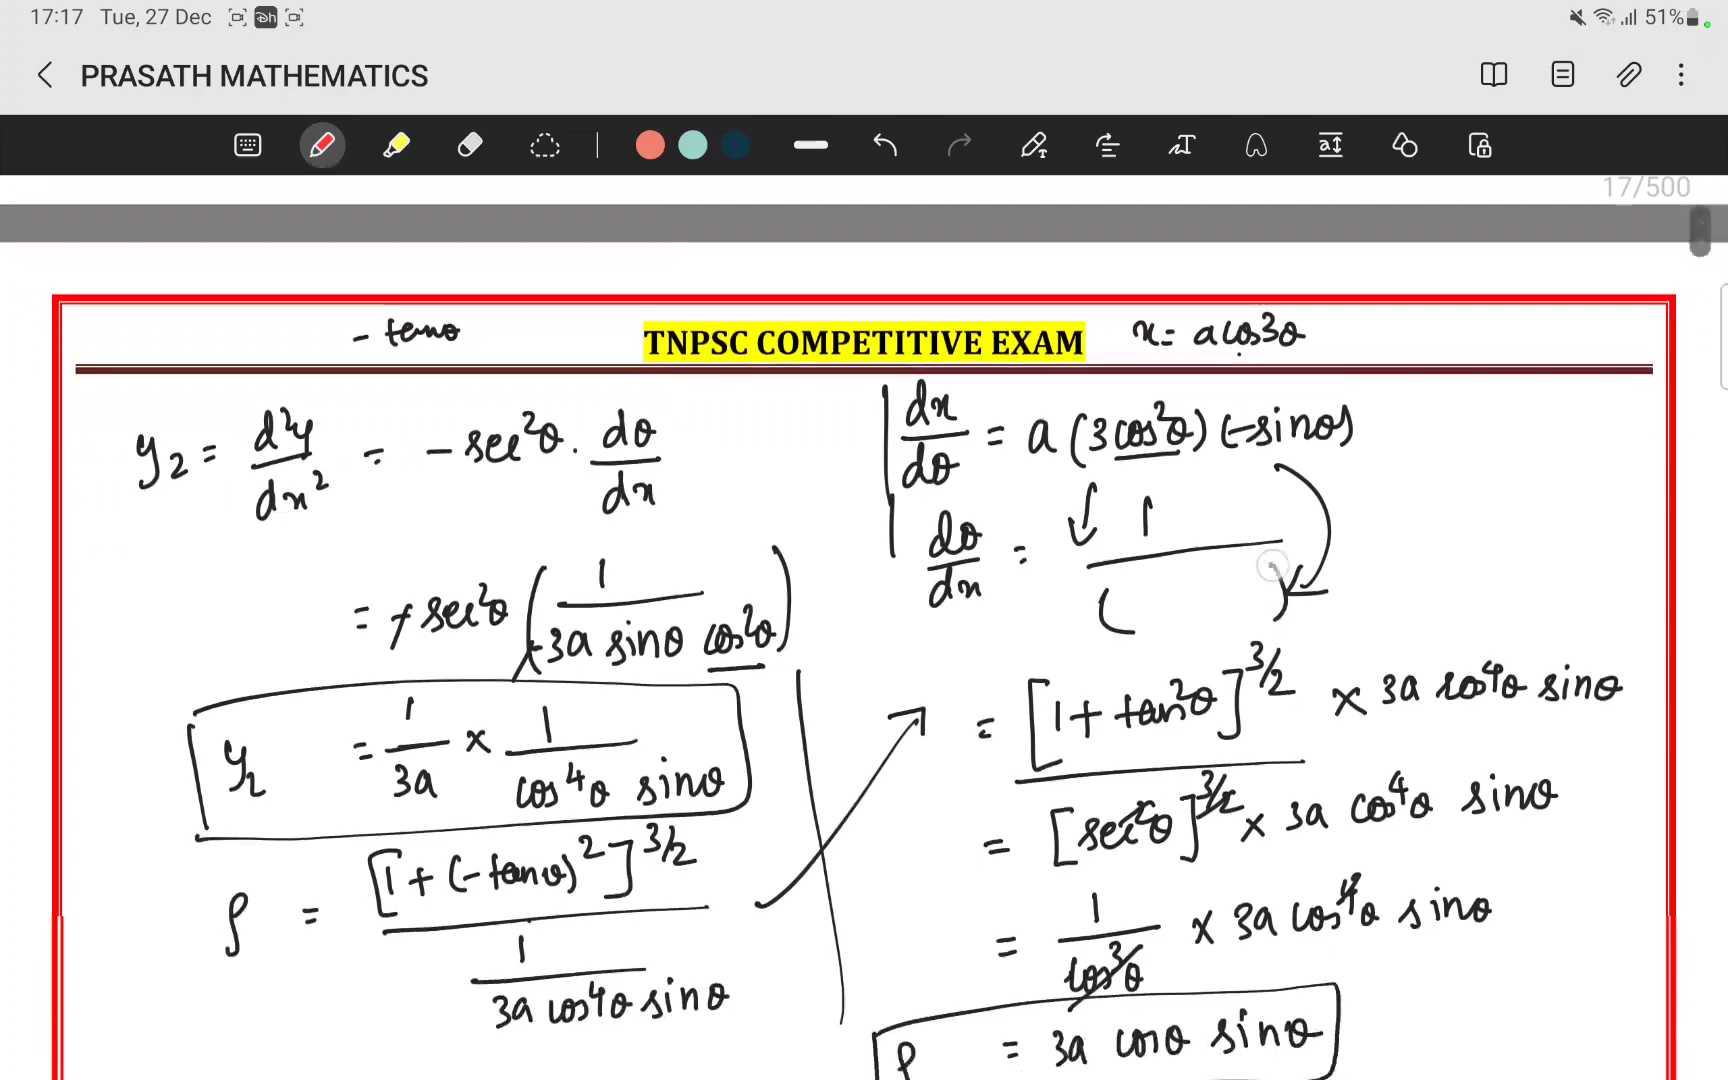 17:17 Tue, 27 Dec
51%
PRASATH MATHEMATICS
17/500
- tanθ
TNPSC COMPETITIVE EXAM
x = a cos3θ
y₂ = d²y/dx² = - sec²θ · dθ/dx
= - sec²θ (1/(-3a sinθ cos²θ))
y₂ = 1/3a × 1/(cos⁴θ sinθ)
ρ = [1 + (-tanθ)²]^3/2 / (1/(3a cos⁴θ sinθ))
dx/dθ = a (3cos²θ) (-sinθ)
dθ/dx = 1/( )
= [1 + tan²θ]^3/2 × 3a cos⁴θ sinθ
= [sec²θ]^3/2 × 3a cos⁴θ sinθ
= 1/cos³θ × 3a cos⁴θ sinθ
ρ = 3a cosθ sinθ